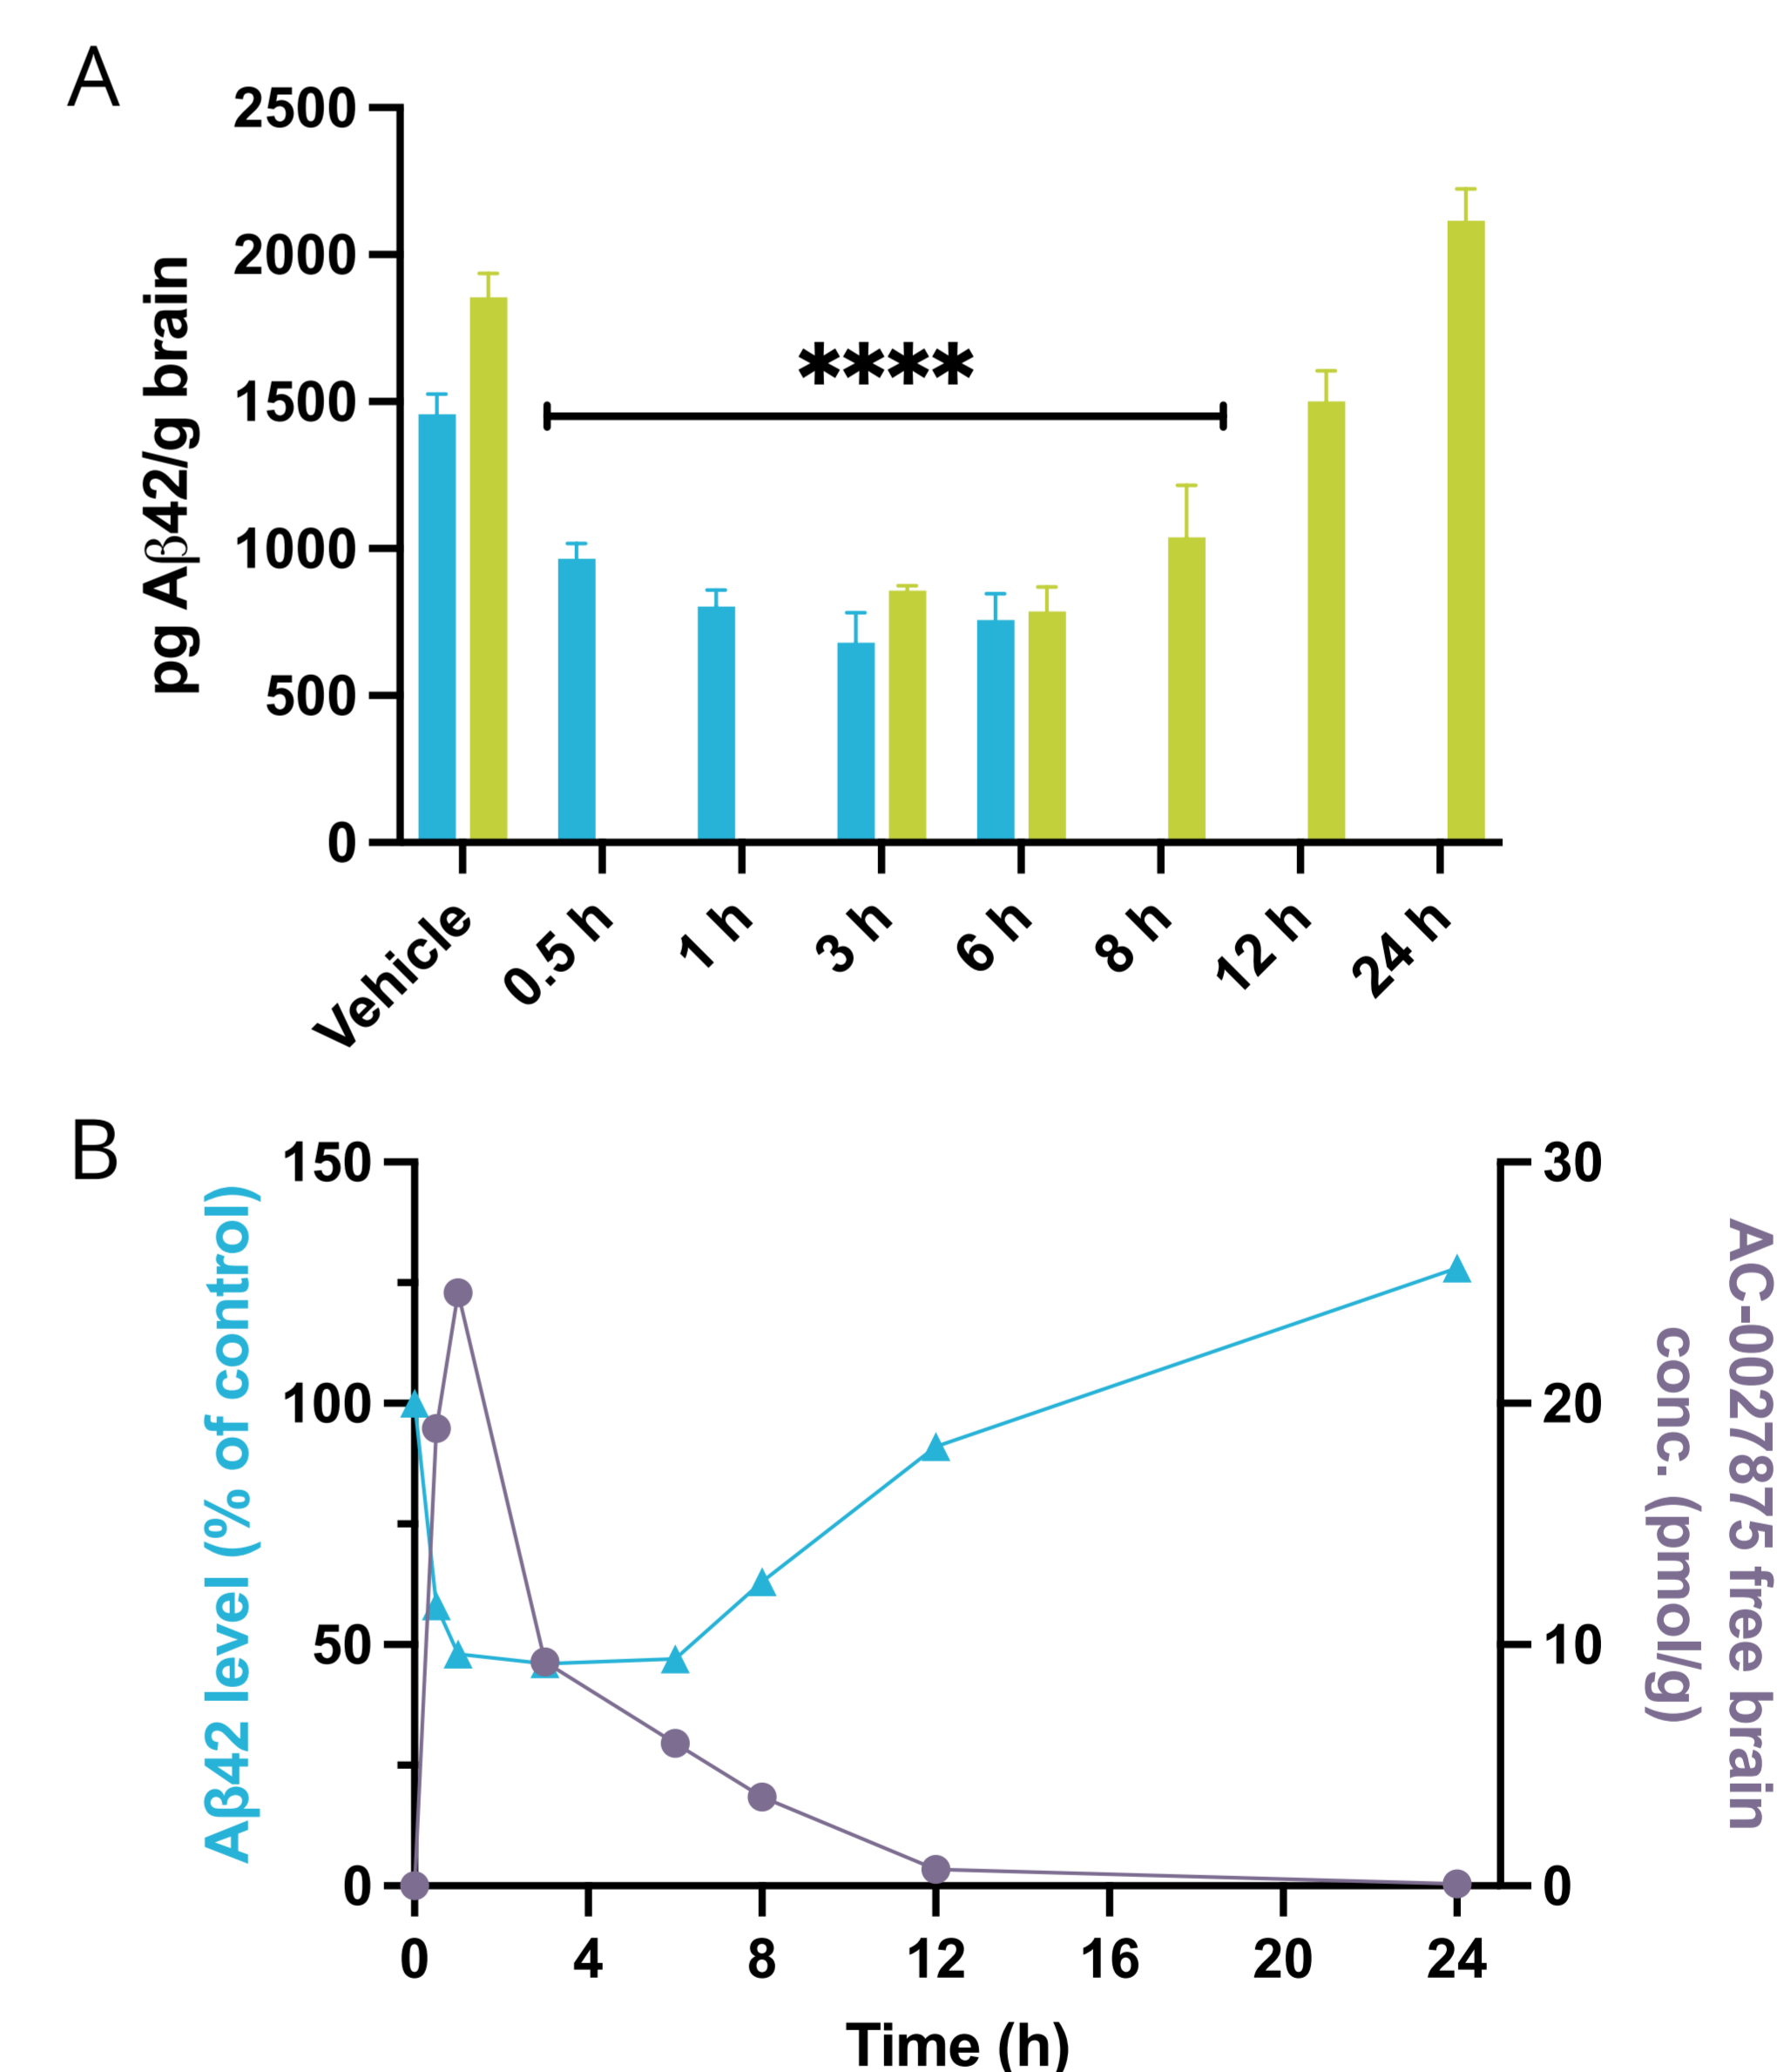 A
2500
2000
1500
1000
500
0
pg Aβ42/g brain
****
Vehicle
0.5 h
1 h
3 h
6 h
8 h
12 h
24 h
B
150
100
50
0
Aβ42 level (% of control)
30
20
10
0
AC-0027875 free brain
conc. (pmol/g)
0
4
8
12
16
20
24
Time (h)